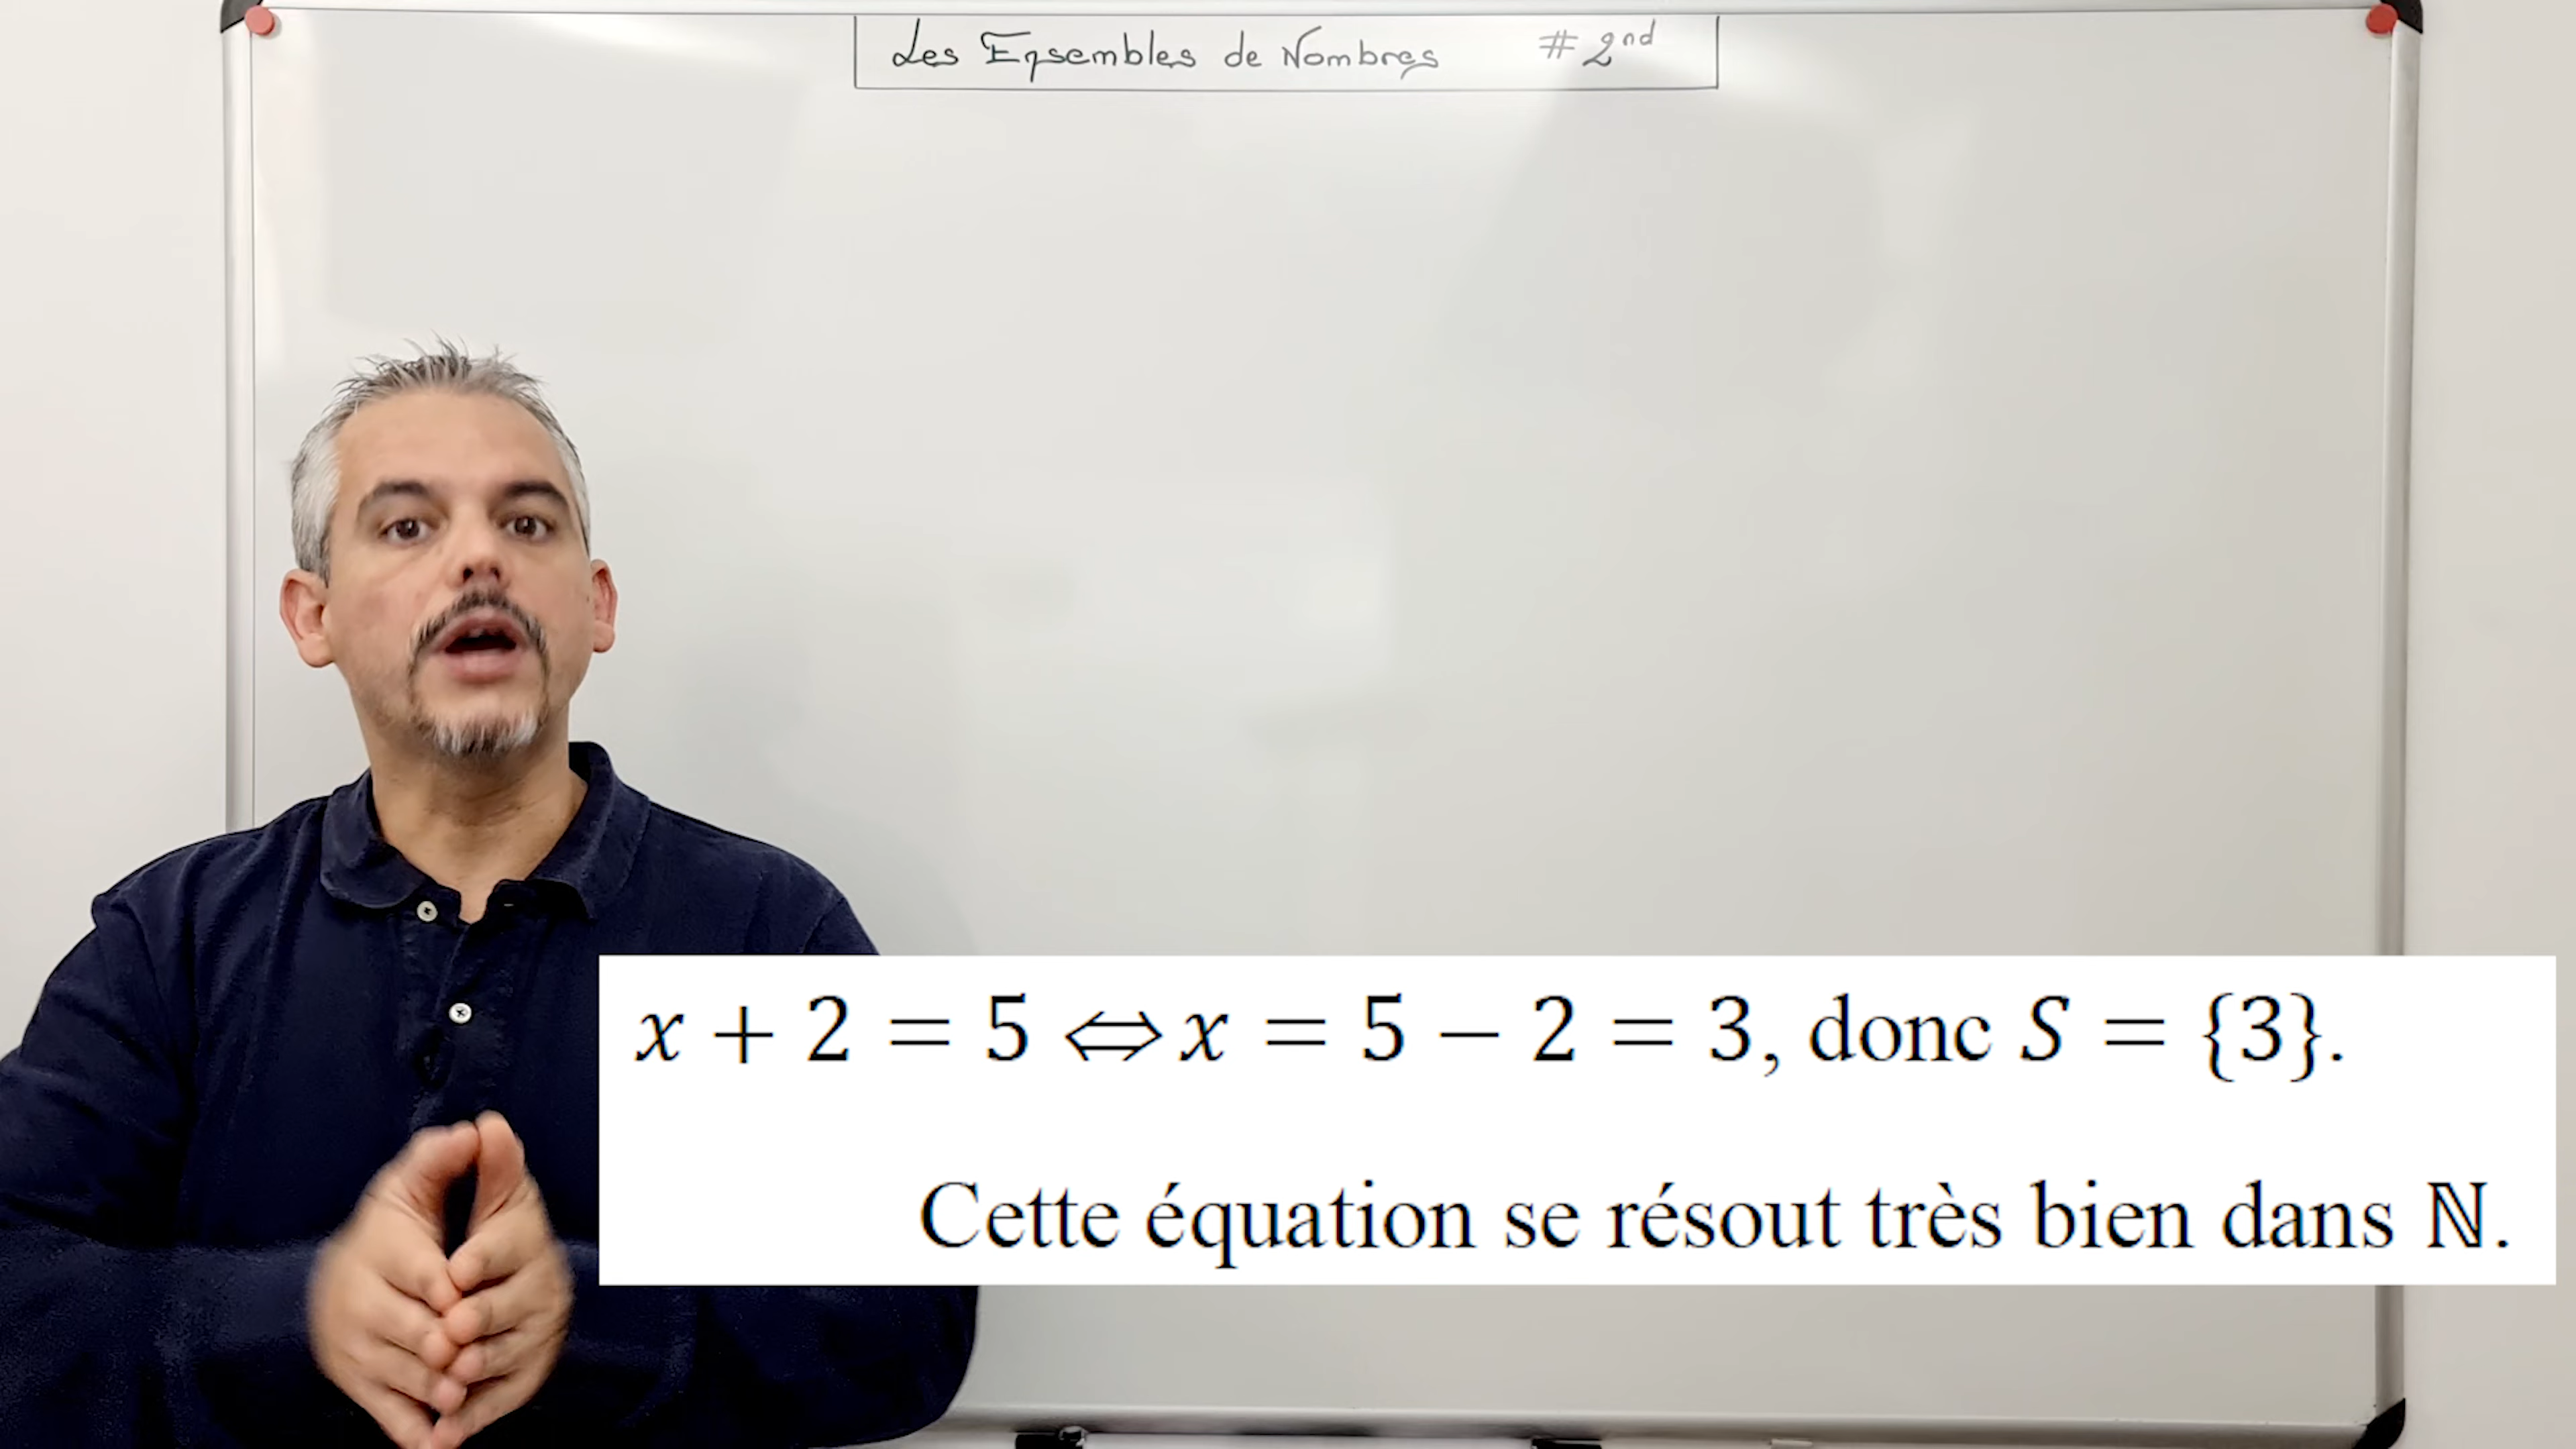 Les Ensembles de Nombres # 2nd
x + 2 = 5 ⟺ x = 5 − 2 = 3, donc S = {3}.
Cette équation se résout très bien dans ℕ.